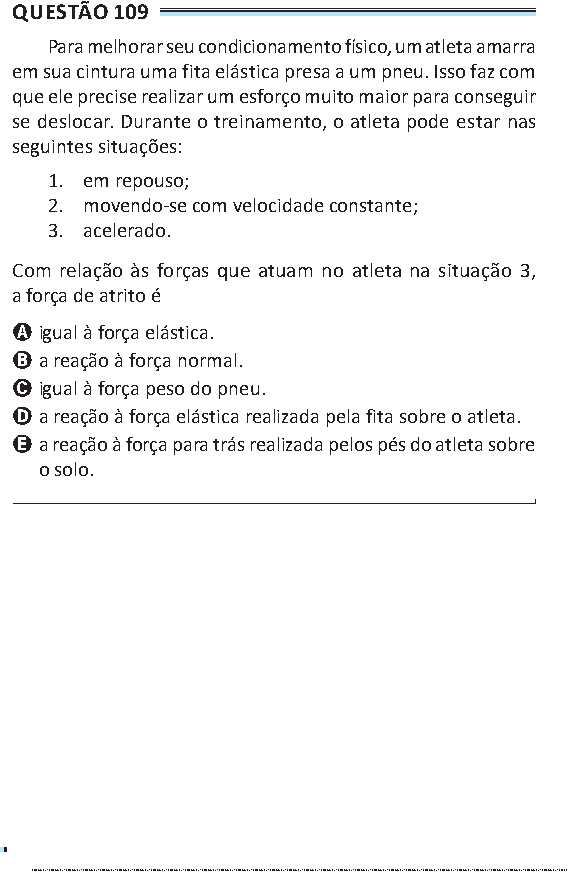 QUESTÃO 109
Para melhorar seu condicionamento físico, um atleta amarra
em sua cintura uma fita elástica presa a um pneu. Isso faz com
que ele precise realizar um esforço muito maior para conseguir
se deslocar. Durante o treinamento, o atleta pode estar nas
seguintes situações:
1. em repouso;
2. movendo-se com velocidade constante;
3. acelerado.
Com relação às forças que atuam no atleta na situação 3,
a força de atrito é
A igual à força elástica.
B a reação à força normal.
C igual à força peso do pneu.
D a reação à força elástica realizada pela fita sobre o atleta.
E a reação à força para trás realizada pelos pés do atleta sobre
o solo.